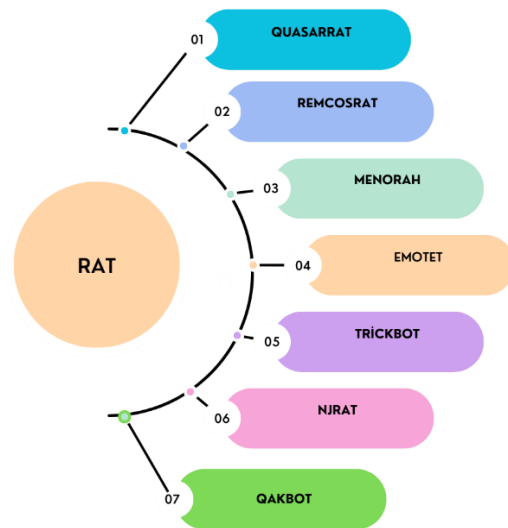 01 QUASARRAT
02 REMCOSRAT
03 MENORAH
RAT
04 EMOTET
05 TRİCKBOT
06 NJRAT
07 QAKBOT